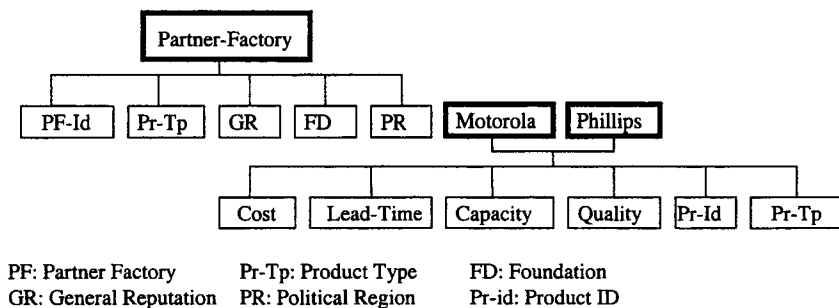 Partner-Factory
PF-Id Pr-Tp GR FD PR Motorola Phillips
Cost Lead-Time Capacity Quality Pr-Id Pr-Tp
PF: Partner Factory Pr-Tp: Product Type FD: Foundation
GR: General Reputation PR: Political Region Pr-id: Product ID